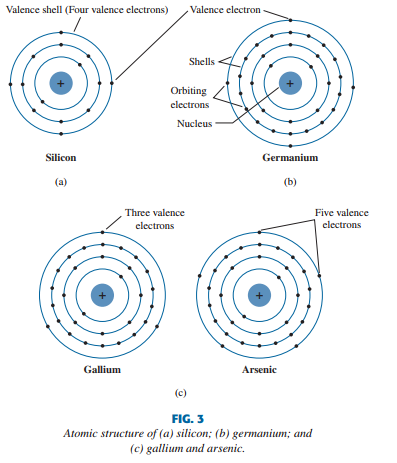 Valence shell (Four valence electrons)
Valence electron
Shells
Orbiting
electrons
Nucleus
+
+
Silicon
Germanium
(a)
(b)
Three valence
electrons
Five valence
electrons
+
+
Gallium
Arsenic
(c)
FIG. 3
Atomic structure of (a) silicon; (b) germanium; and
(c) gallium and arsenic.